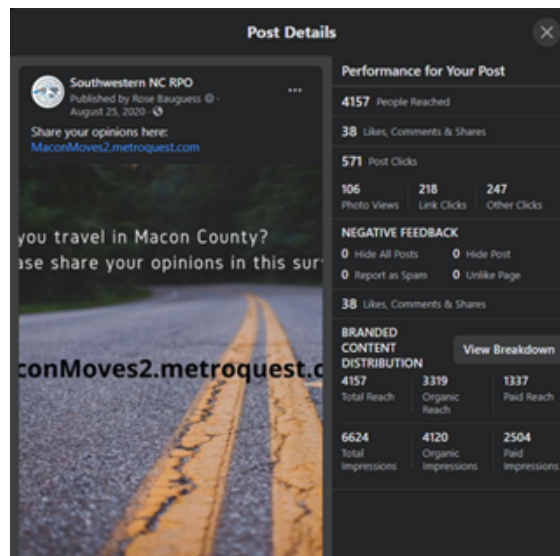 Post Details
Southwestern NC RPO
Published by Rose Bauguess
August 25, 2020
Share your opinions here:
MaconMoves2.metroquest.com
you travel in Macon County?
ase share your opinions in this sur
conMoves2.metroquest.c
Performance for Your Post
4157 People Reached
38 Likes, Comments & Shares
571 Post Clicks
106 218 247
Photo Views Link Clicks Other Clicks
NEGATIVE FEEDBACK
0 Hide All Posts 0 Hide Post
0 Report as Spam 0 Unlike Page
38 Likes, Comments & Shares
BRANDED
CONTENT
DISTRIBUTION
View Breakdown
4157 3319 1337
Total Reach Organic Reach Paid Reach
6624 4120 2504
Total Impressions Organic Impressions Paid Impressions